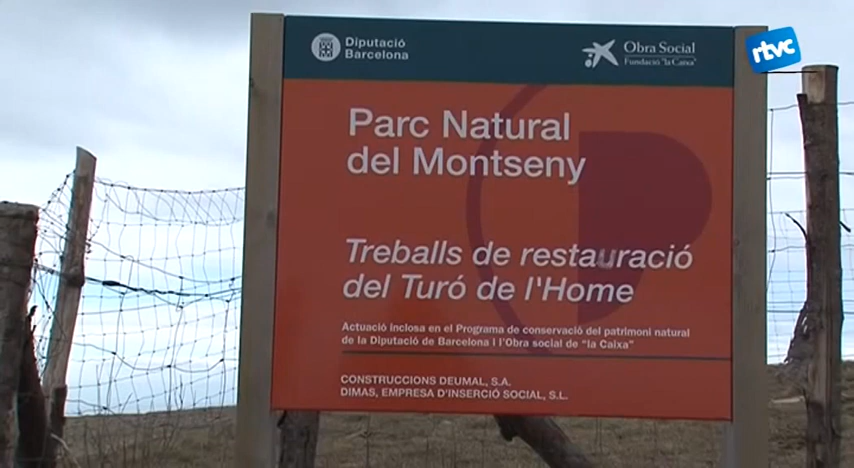 Diputació
Barcelona
Obra Social
Fundació "la Caixa"
rtvc
Parc Natural
del Montseny
Treballs de restauració
del Turó de l'Home
Actuació inclosa en el Programa de conservació del patrimoni natural
de la Diputació de Barcelona i l'Obra social de "la Caixa"
CONSTRUCCIONS DEUMAL, S.A.
DIMAS, EMPRESA D'INSERCIÓ SOCIAL, S.L.